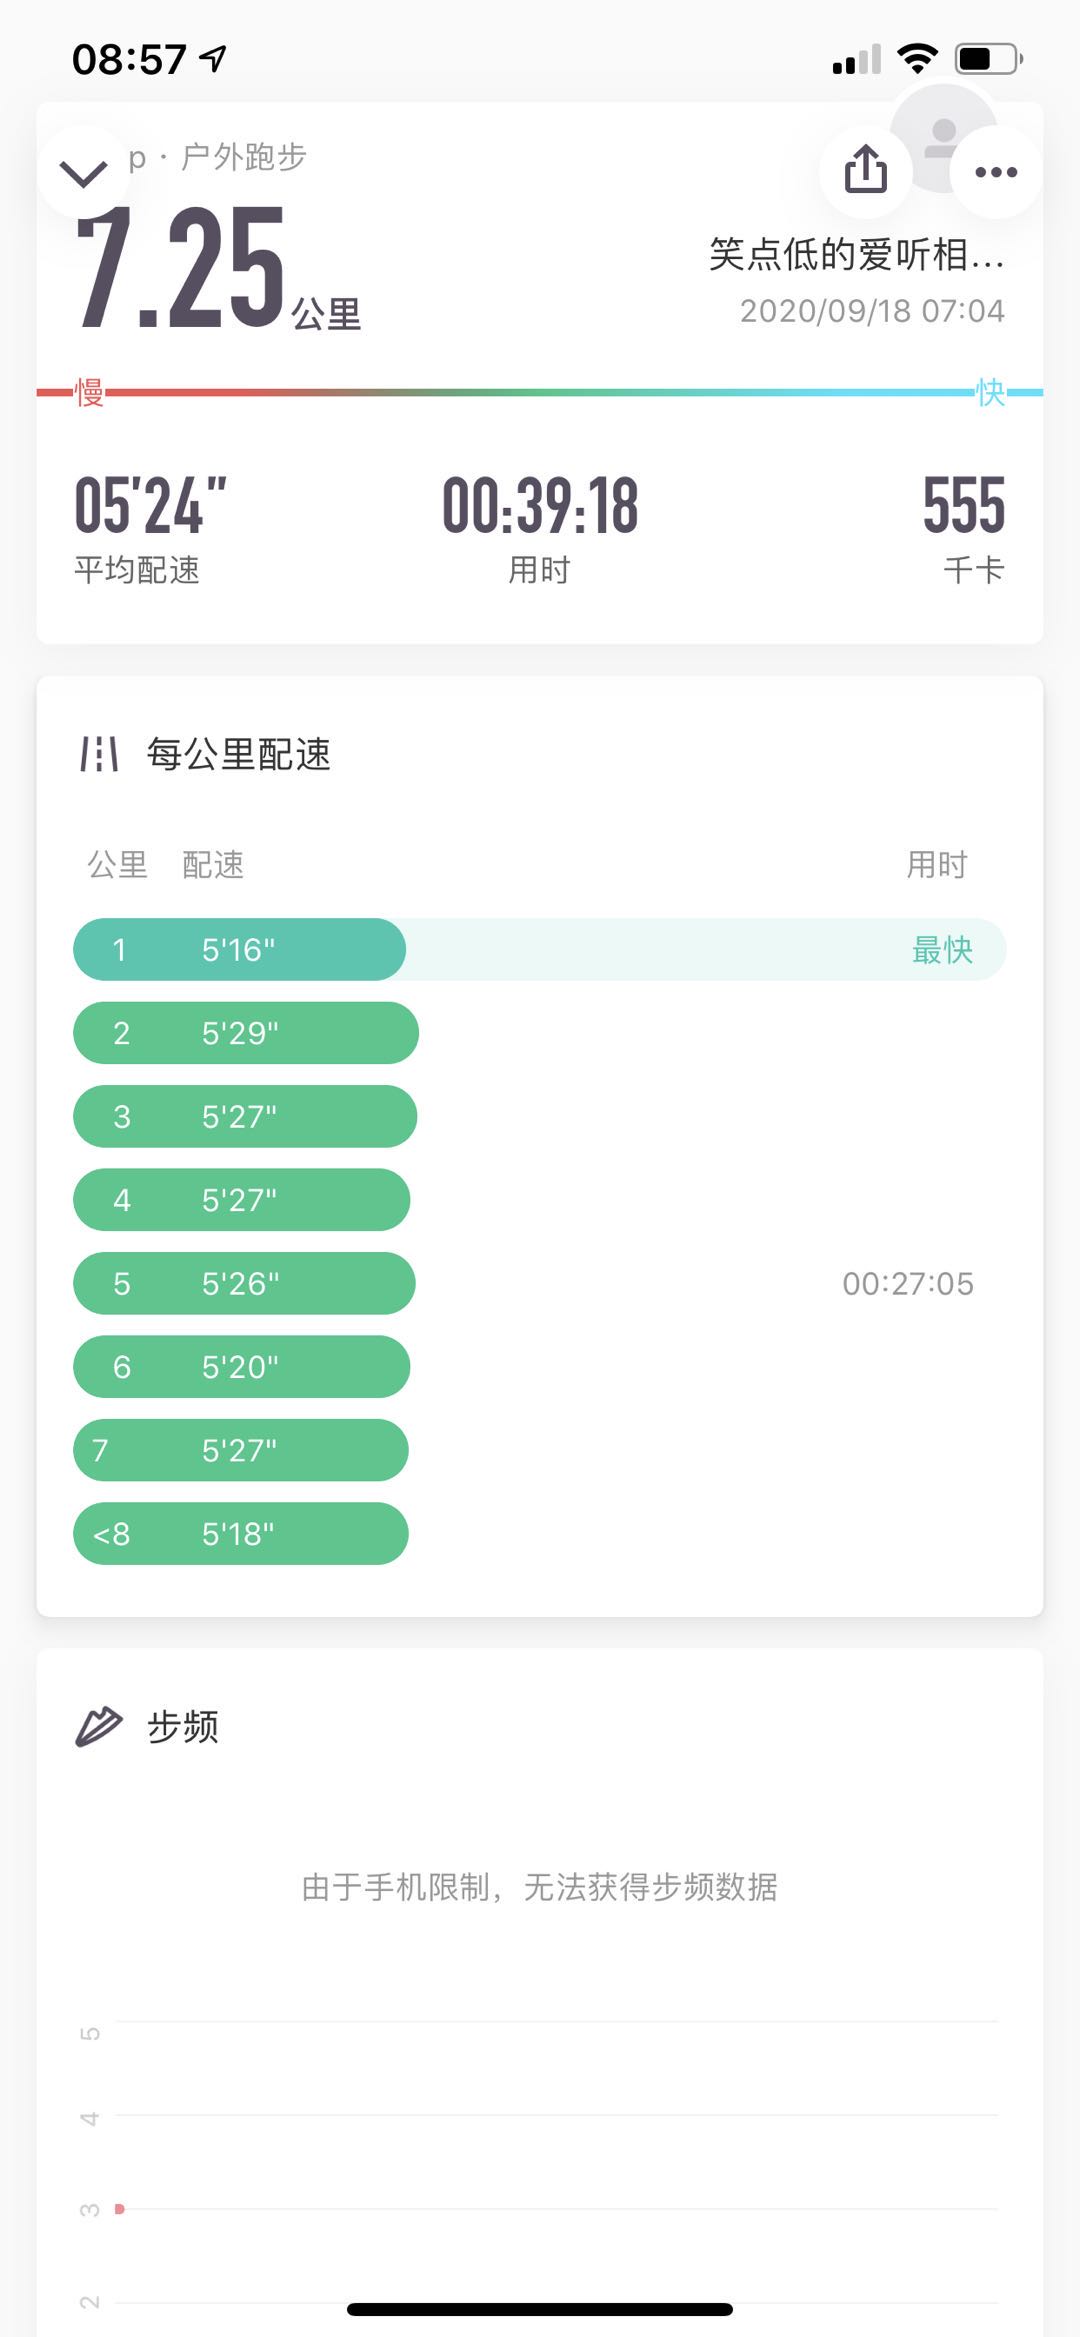 08:57
p · 户外跑步
7.25公里
笑点低的爱听相...
2020/09/18 07:04
慢 快
05'24" 00:39:18 555
平均配速 用时 千卡
每公里配速
公里 配速 用时
1 5'16" 最快
2 5'29"
3 5'27"
4 5'27"
5 5'26" 00:27:05
6 5'20"
7 5'27"
<8 5'18"
步频
由于手机限制，无法获得步频数据
5
4
3
2